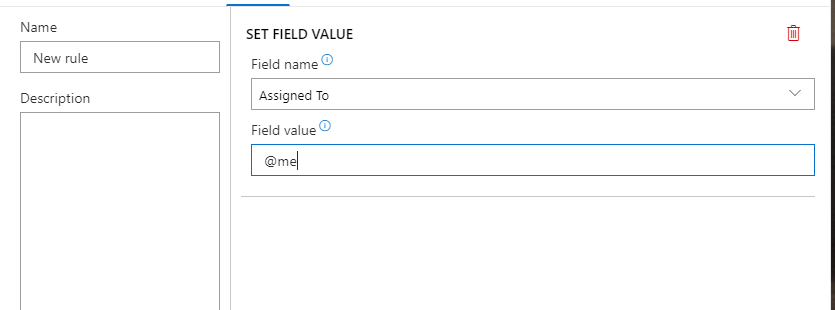 Name
New rule
Description
SET FIELD VALUE
Field name
Assigned To
Field value
@me